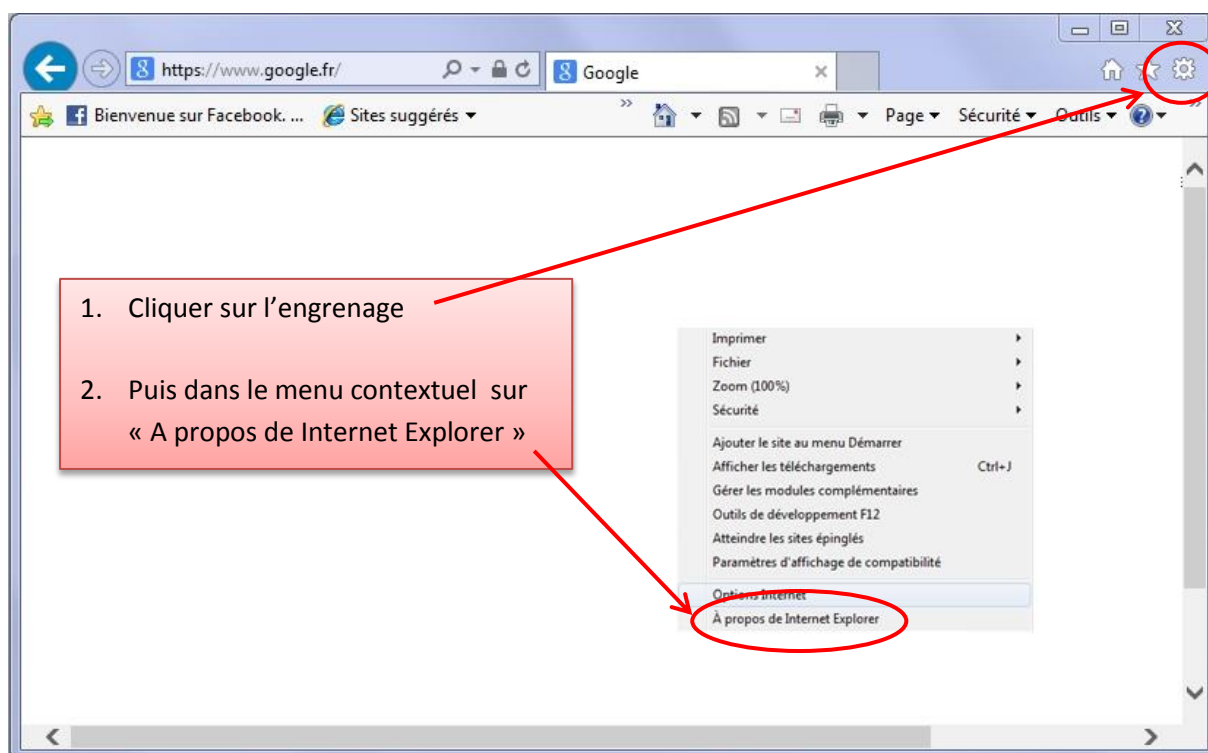 https://www.google.fr/
Google
Bienvenue sur Facebook. ...
Sites suggérés
Page
Sécurité
Outils
1. Cliquer sur l’engrenage
2. Puis dans le menu contextuel sur
« A propos de Internet Explorer »
Imprimer
Fichier
Zoom (100%)
Sécurité
Ajouter le site au menu Démarrer
Afficher les téléchargements Ctrl+J
Gérer les modules complémentaires
Outils de développement F12
Atteindre les sites épinglés
Paramètres d'affichage de compatibilité
Options Internet
À propos de Internet Explorer